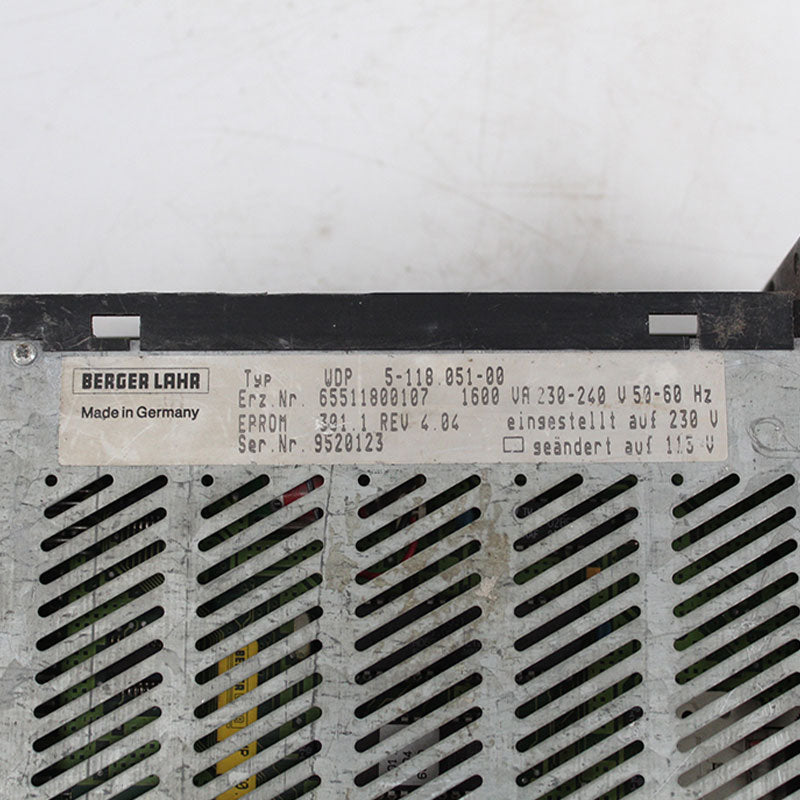 BERGER LAHR
Made in Germany
Typ WDP 5-118.051-00
Erz.Nr. 65511800107 1600 VA 230-240 V 50-60 Hz
EPROM 391.1 REV 4.04 eingestellt auf 230 V
Ser.Nr. 9520123 geändert auf 115 V